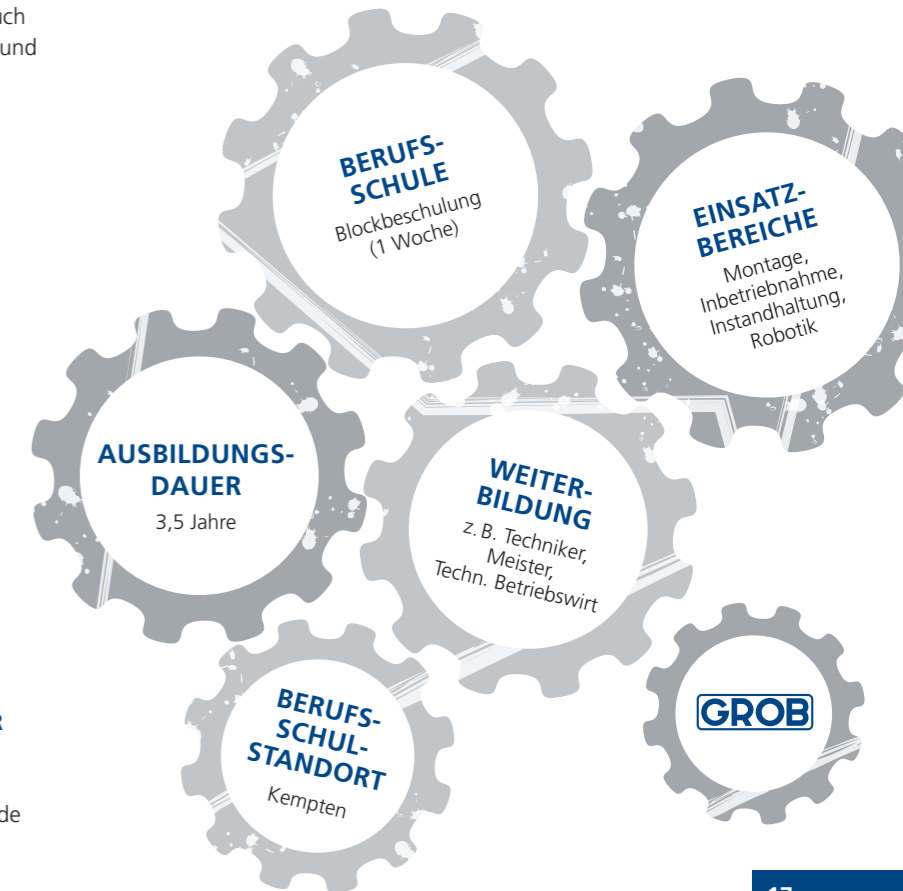 und
BERUFS-
SCHULE
Blockbeschulung
(1 Woche)
EINSATZ-
BEREICHE
Montage,
Inbetriebnahme,
Instandhaltung,
Robotik
AUSBILDUNGS-
DAUER
3,5 Jahre
WEITER-
BILDUNG
z. B. Techniker,
Meister,
Techn. Betriebswirt
BERUFS-
SCHUL-
STANDORT
Kempten
GROB